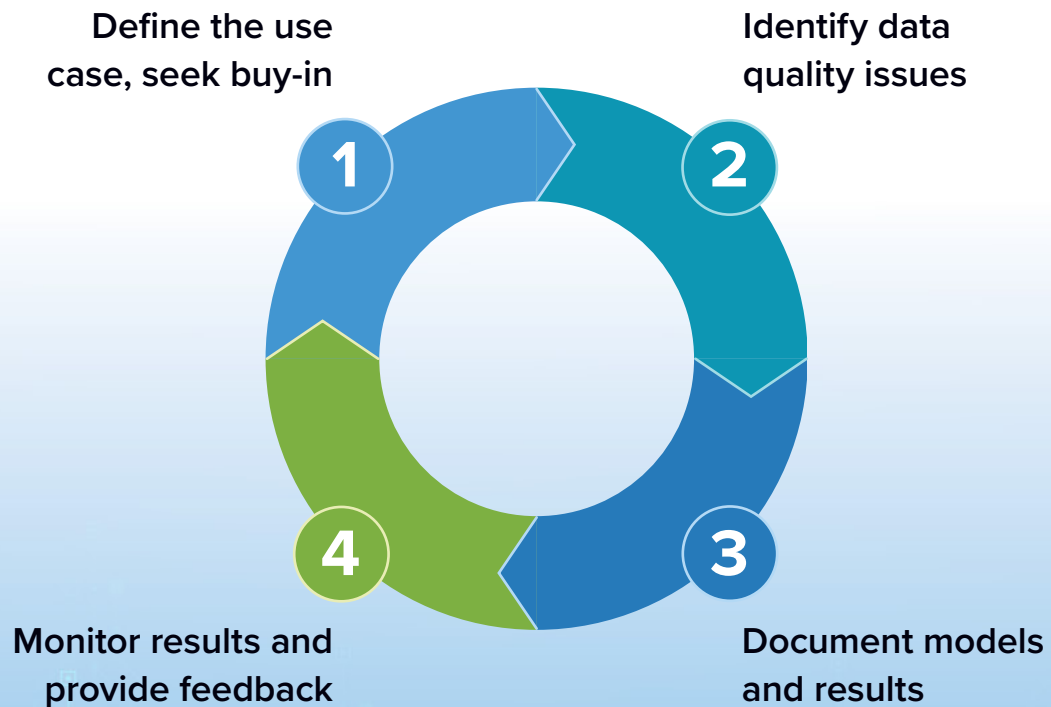 Define the use
case, seek buy-in
1
Identify data
quality issues
2
3
Document models
and results
4
Monitor results and
provide feedback